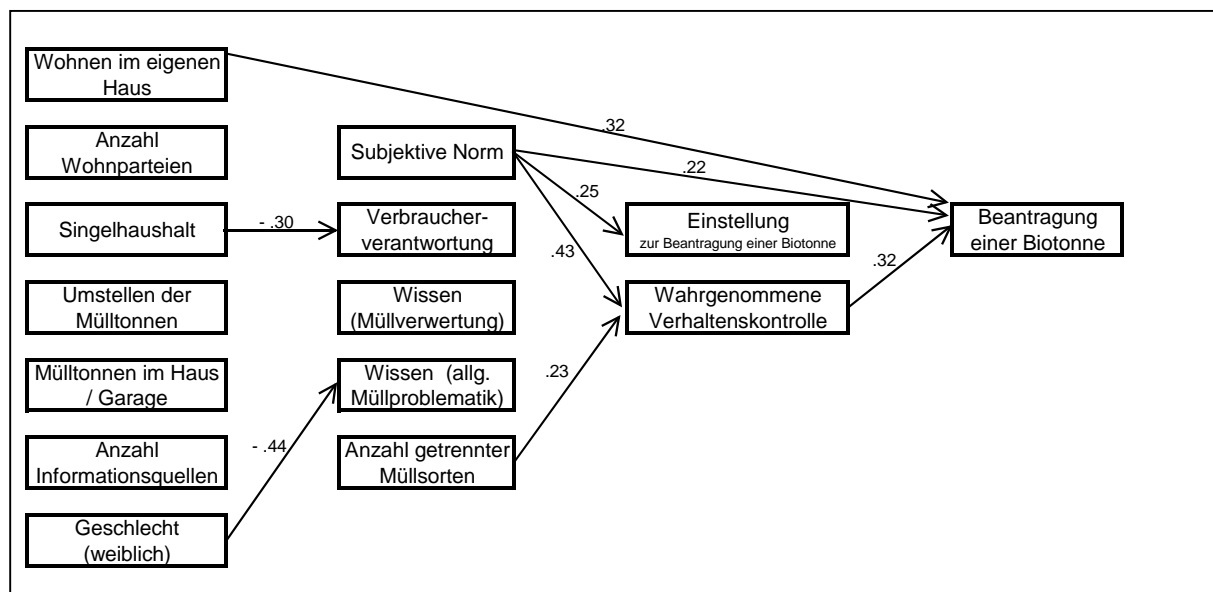 Wohnen im eigenen
Haus
.32
Anzahl
Wohnparteien
Subjektive Norm
.22
.25
Singelhaushalt
- .30
Verbraucher-
verantwortung
Einstellung
zur Beantragung einer Biotonne
Beantragung
einer Biotonne
.43
.32
Umstellen der
Mülltonnen
Wissen
(Müllverwertung)
Wahrgenommene
Verhaltenskontrolle
Mülltonnen im Haus
/ Garage
Wissen (allg.
Müllproblematik)
.23
- .44
Anzahl
Informationsquellen
Anzahl getrennter
Müllsorten
Geschlecht
(weiblich)